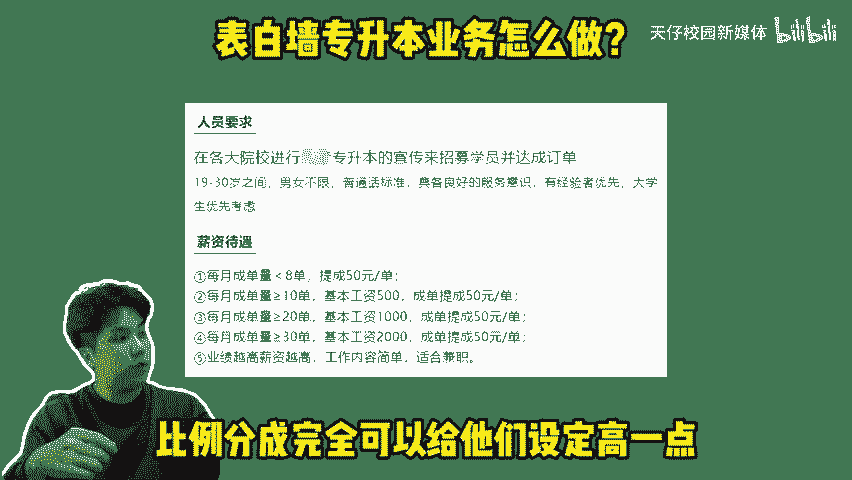 表白墙专升本业务怎么做？
天仔校园新媒体 bilibili
人员要求
在各大院校进行 专升本的宣传来招募学员并达成订单
19-30岁之间，男女不限，普通话标准，具备良好的服务意识，有经验者优先，大学
生优先考虑
薪资待遇
①每月成单量＜8单，提成50元/单；
②每月成单量≥10单，基本工资500，成单提成50元/单；
③每月成单量≥20单，基本工资1000，成单提成50元/单；
④每月成单量≥30单，基本工资2000，成单提成50元/单；
⑤业绩越高薪资越高，工作内容简单，适合兼职。
比例分成完全可以给他们设定高一点